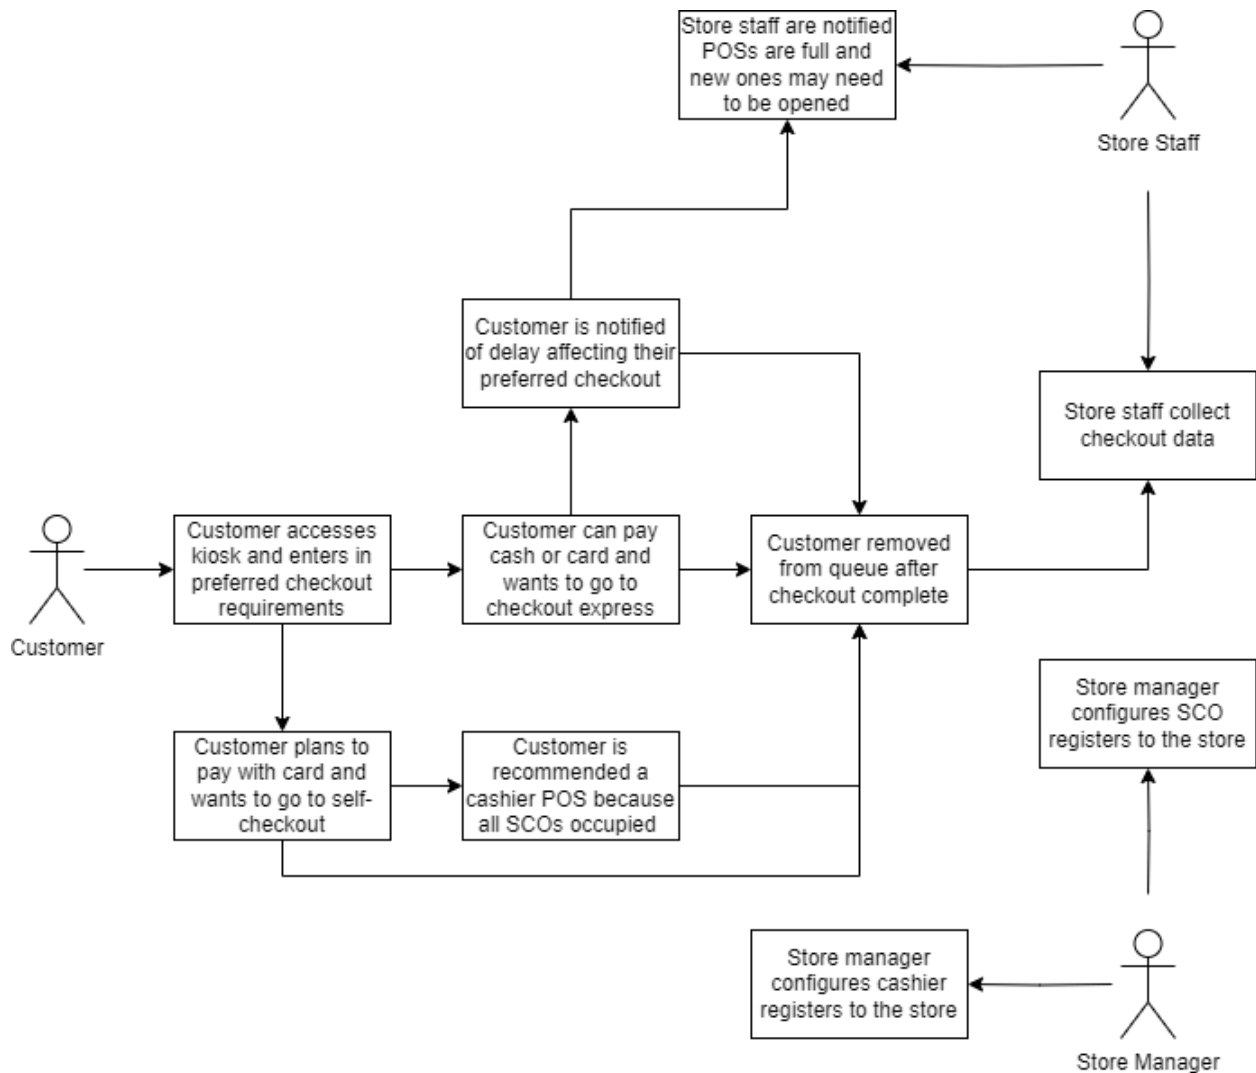 Store staff are notified
POSs are full and
new ones may need
to be opened
Store Staff
Customer is notified
of delay affecting their
preferred checkout
Store staff collect
checkout data
Customer accesses
kiosk and enters in
preferred checkout
requirements
Customer can pay
cash or card and
wants to go to
checkout express
Customer removed
from queue after
checkout complete
Customer
Store manager
configures SCO
registers to the store
Customer plans to
pay with card and
wants to go to self-
checkout
Customer is
recommended a
cashier POS because
all SCOs occupied
Store manager
configures cashier
registers to the store
Store Manager